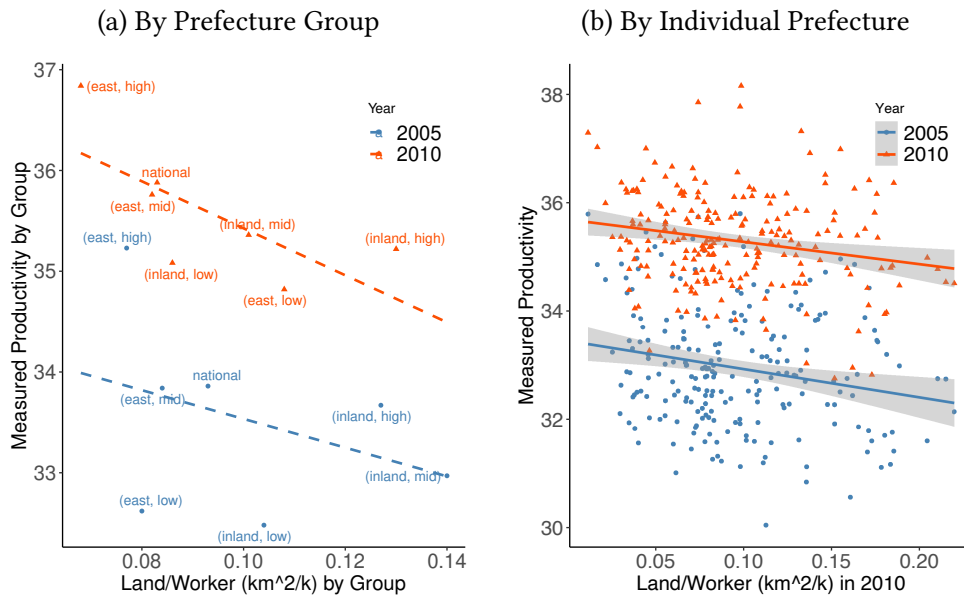 (a) By Prefecture Group
37
36
35
34
33
0.08
0.10
0.12
0.14
Measured Productivity by Group
Land/Worker (km^2/k) by Group
Year
2005
2010
(east, high)
national
(east, mid)
(east, high)
(inland, mid)
(inland, high)
(inland, low)
(east, low)
national
(east, mid)
(inland, high)
(inland, mid)
(east, low)
(inland, low)
(b) By Individual Prefecture
38
36
34
32
30
0.05
0.10
0.15
0.20
Measured Productivity
Land/Worker (km^2/k) in 2010
Year
2005
2010